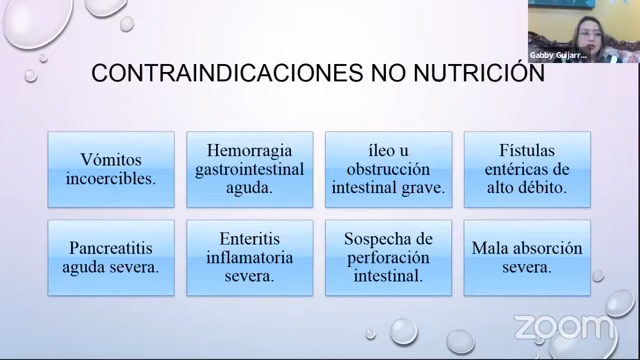 Gabby Guijarr...
CONTRAINDICACIONES NO NUTRICIÓN
Vómitos
incoercibles.
Hemorragia
gastrointestinal
aguda.
íleo u
obstrucción
intestinal grave.
Fístulas
entéricas de
alto débito.
Pancreatitis
aguda severa.
Enteritis
inflamatoria
severa.
Sospecha de
perforación
intestinal.
Mala absorción
severa.
zoom